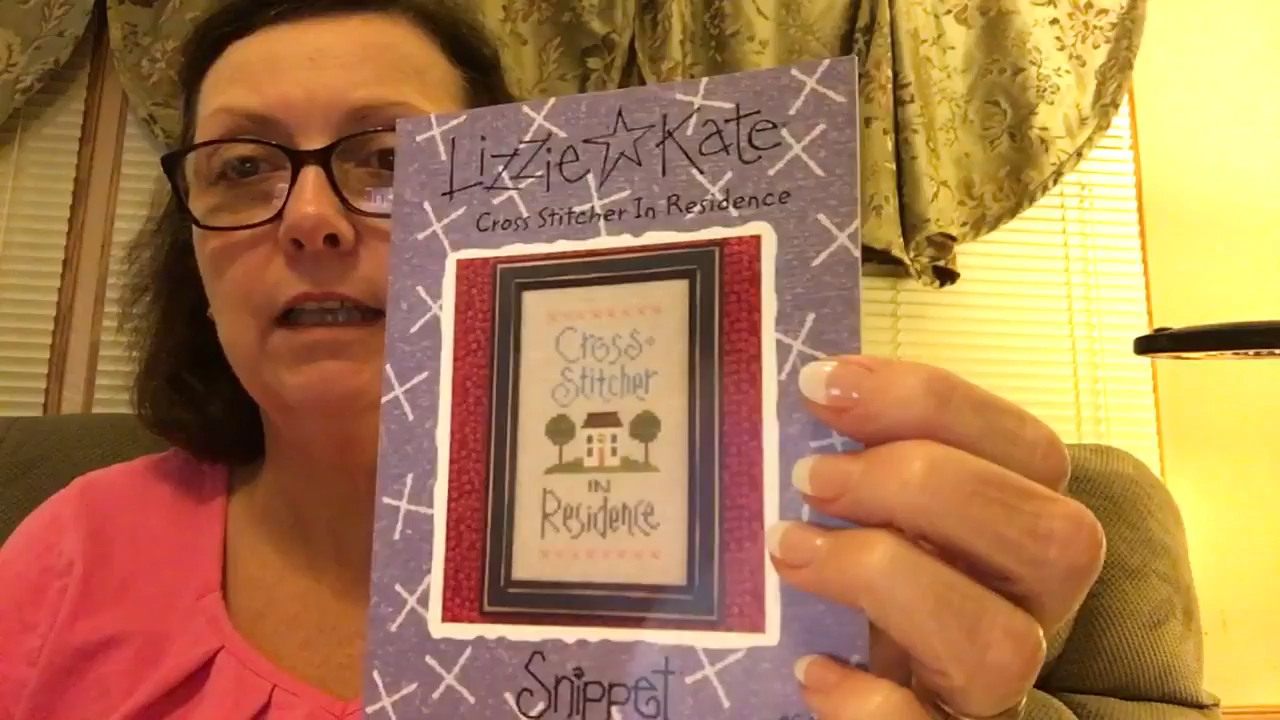 Lizzie☆Kate
Cross Stitcher In Residence
Cross-
Stitcher
IN
Residence
Snippet